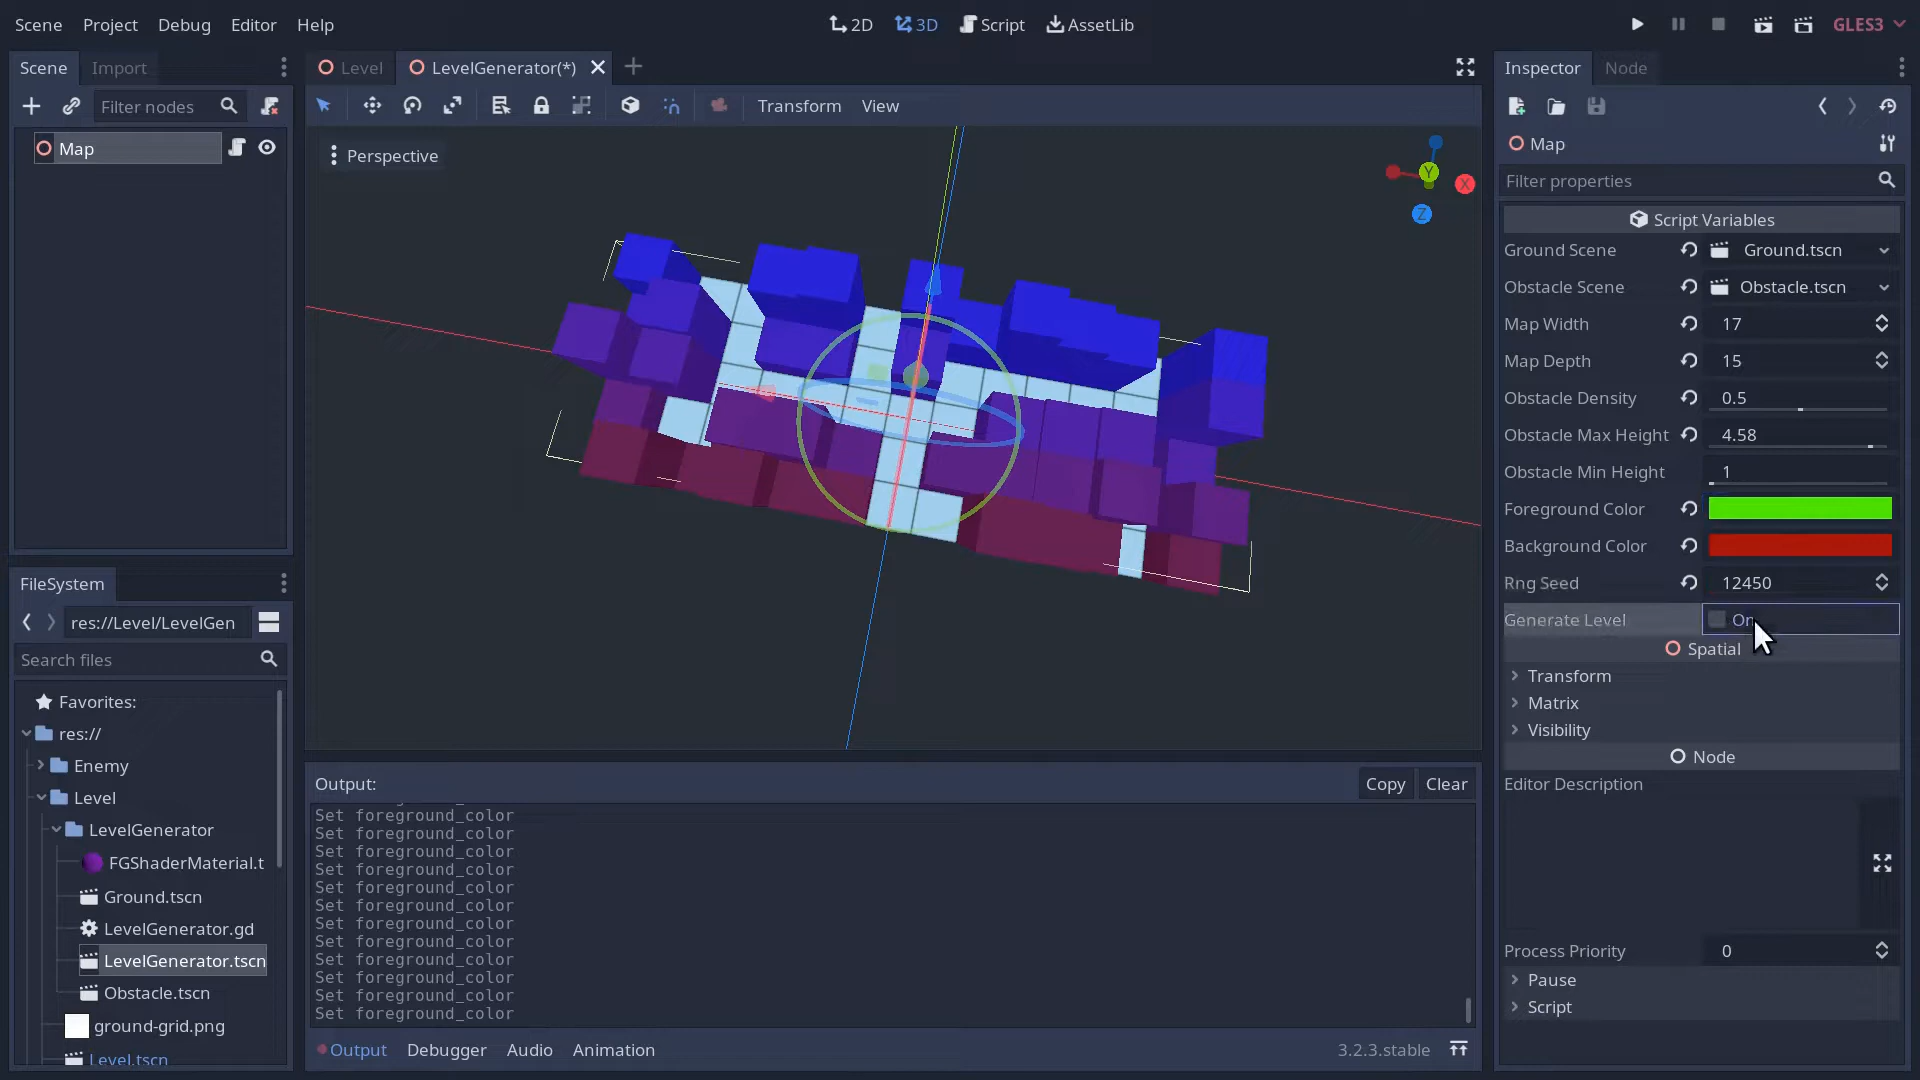 Scene Project Debug Editor Help
2D 3D Script AssetLib
GLES3
Scene Import
Filter nodes
Map
Level LevelGenerator(*)
Transform View
Perspective
Y
X
Z
Inspector Node
Map
Filter properties
Script Variables
Ground Scene Ground.tscn
Obstacle Scene Obstacle.tscn
Map Width 17
Map Depth 15
Obstacle Density 0.5
Obstacle Max Height 4.58
Obstacle Min Height 1
Foreground Color
Background Color
Rng Seed 12450
Generate Level On
Spatial
Transform
Matrix
Visibility
Node
Editor Description
Process Priority 0
Pause
Script
FileSystem
res://Level/LevelGen
Search files
Favorites:
res://
Enemy
Level
LevelGenerator
FGShaderMaterial.t
Ground.tscn
LevelGenerator.gd
LevelGenerator.tscn
Obstacle.tscn
ground-grid.png
Level.tscn
Output: Copy Clear
Set foreground_color
Set foreground_color
Set foreground_color
Set foreground_color
Set foreground_color
Set foreground_color
Set foreground_color
Set foreground_color
Set foreground_color
Set foreground_color
Set foreground_color
Set foreground_color
Output Debugger Audio Animation 3.2.3.stable